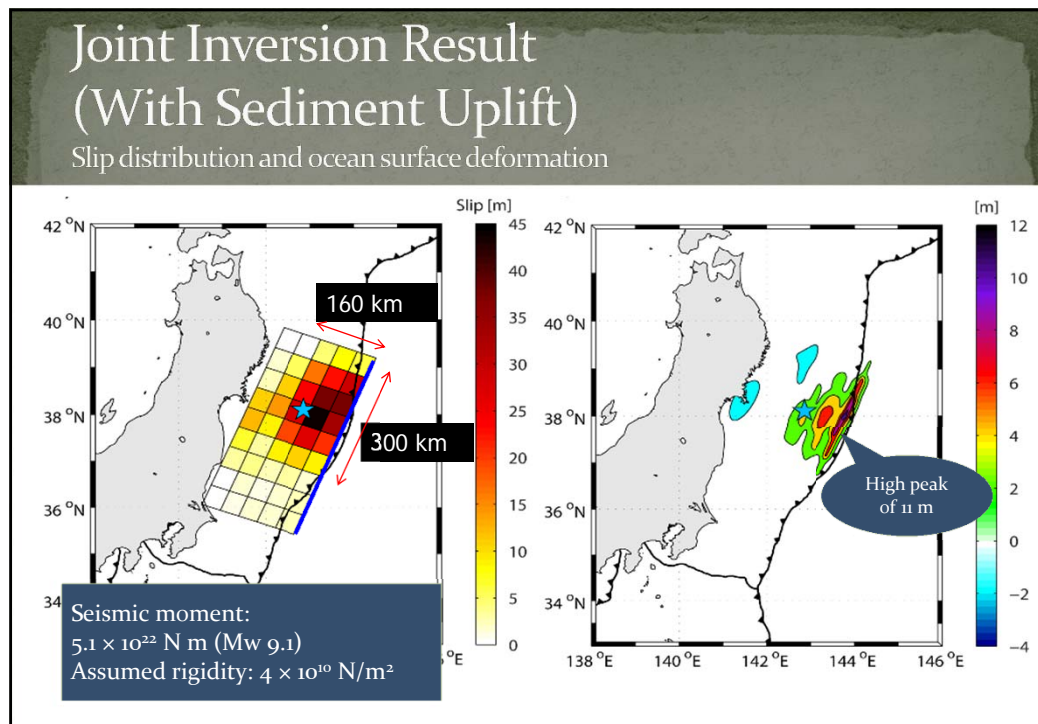 Joint Inversion Result
(With Sediment Uplift)
Slip distribution and ocean surface deformation
Slip [m]
42 °N
40 °N
38 °N
36 °N
34
°E
160 km
300 km
45
40
35
30
25
20
15
10
5
0
Seismic moment:
5.1 × 10²² N m (Mw 9.1)
Assumed rigidity: 4 × 10¹⁰ N/m²
[m]
42 °N
40 °N
38 °N
36 °N
34 °N
138 °E
140 °E
142 °E
144 °E
146 °E
12
10
8
6
4
2
0
−2
−4
High peak
of 11 m